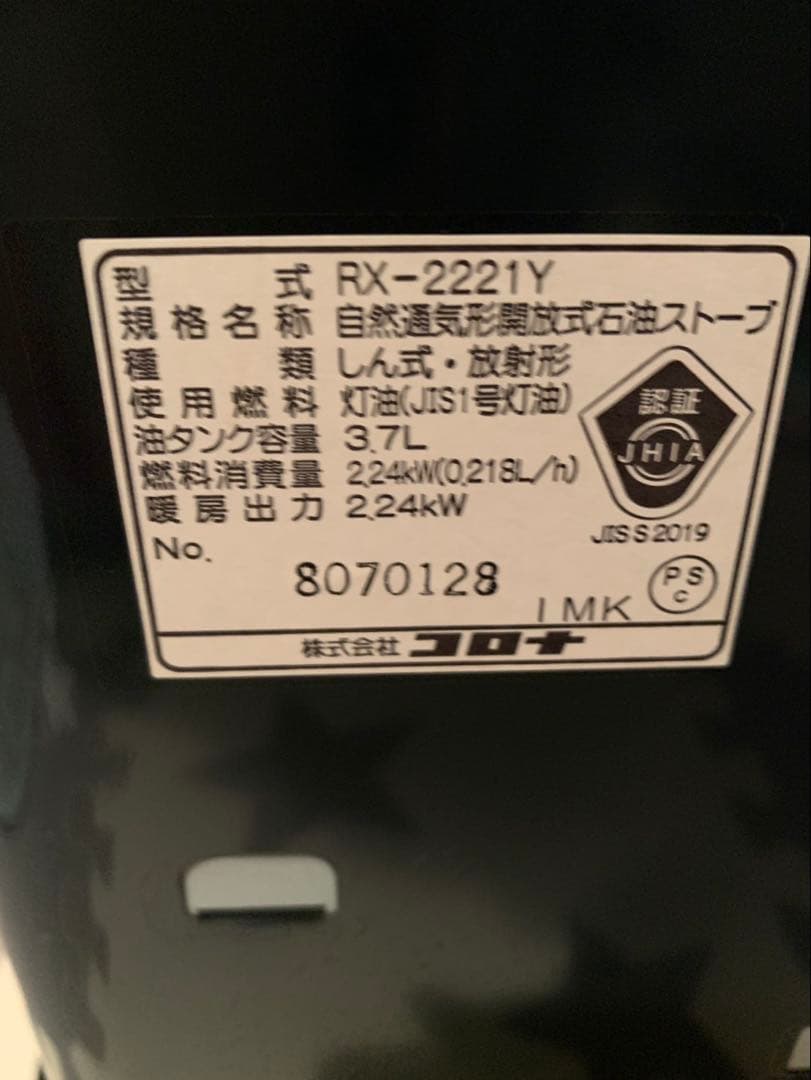 型式 RX-2221Y
規格名称 自然通気形開放式石油ストーブ
種類 しん式・放射形
使用燃料 灯油(JIS1号灯油)
油タンク容量 3.7L
燃料消費量 2.24kW(0.218L/h)
暖房出力 2.24kW
認証
JHIA
JIS S 2019
No.
8070128
1MK
PS
C
株式会社 コロナ